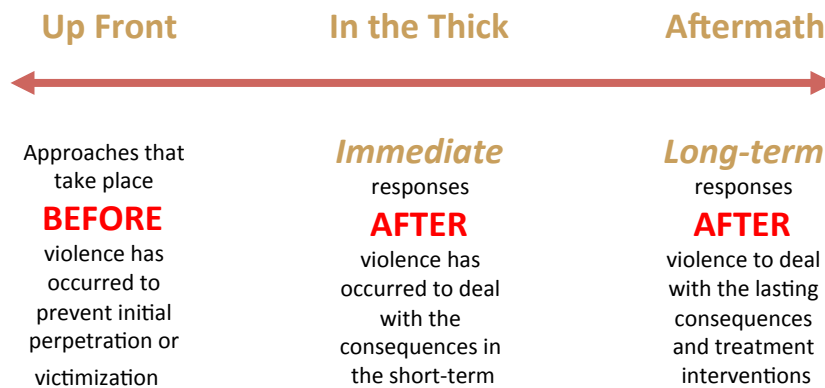 Up Front
In the Thick
Aftermath
Approaches that
take place
BEFORE
violence has
occurred to
prevent initial
perpetration or
victimization
Immediate
responses
AFTER
violence has
occurred to deal
with the
consequences in
the short-term
Long-term
responses
AFTER
violence to deal
with the lasting
consequences
and treatment
interventions